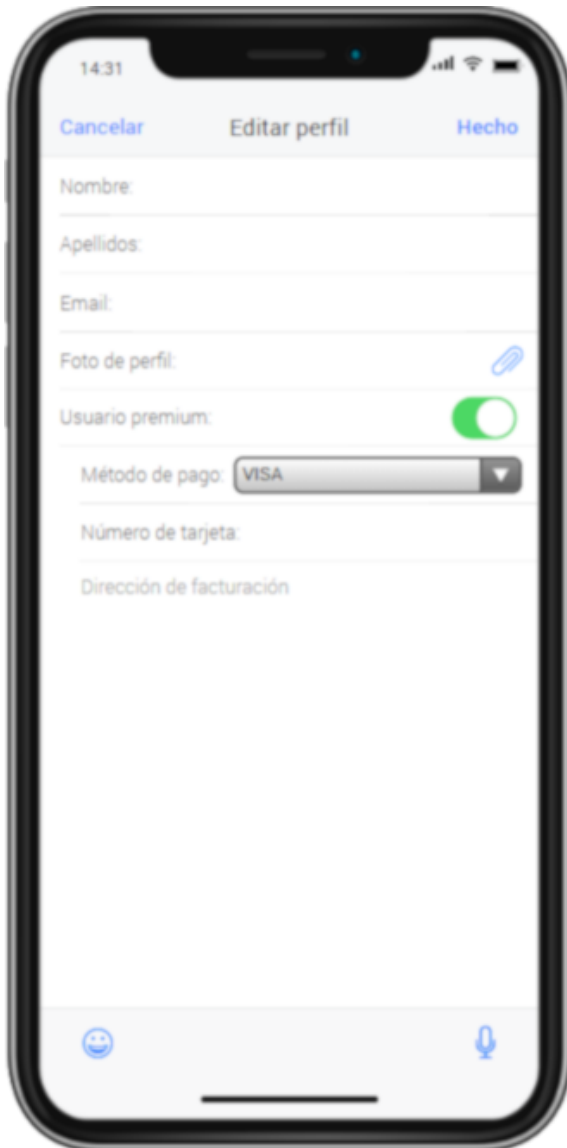 14:31
Cancelar Editar perfil Hecho
Nombre:
Apellidos:
Email:
Foto de perfil:
Usuario premium:
Método de pago: VISA
Número de tarjeta:
Dirección de facturación